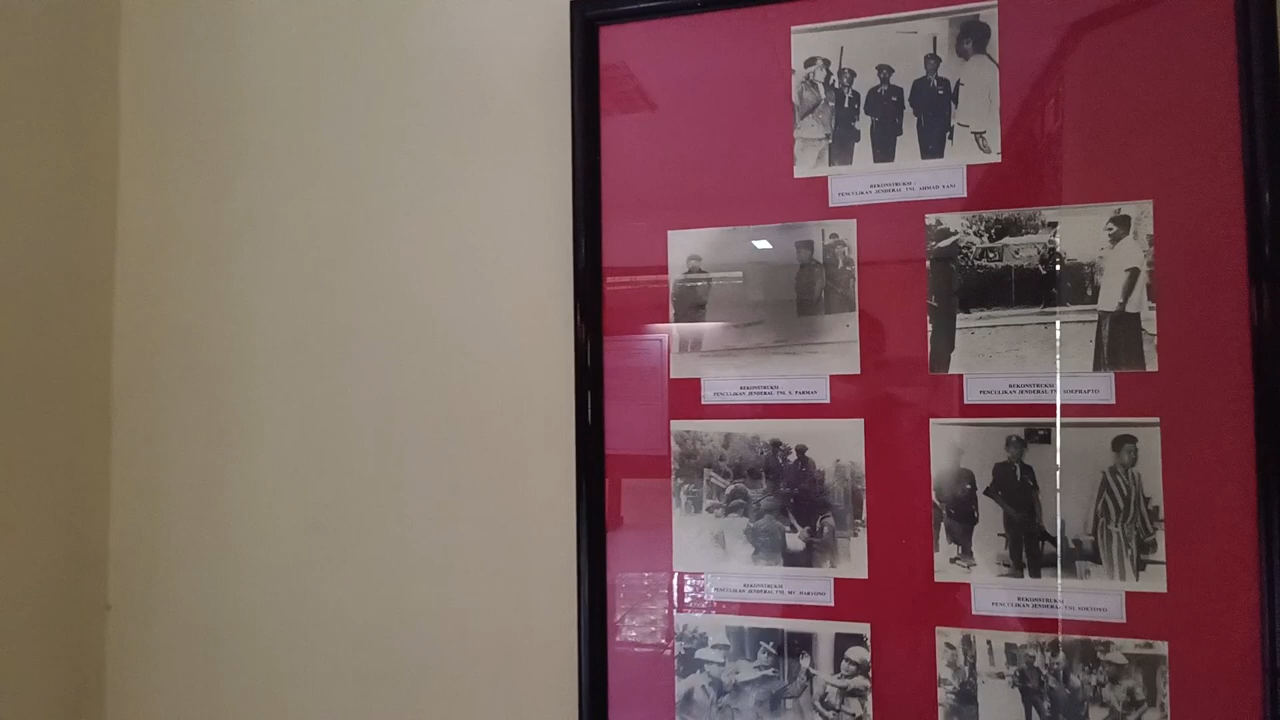 REKONSTRUKSI :
PENCULIKAN JENDERAL TNI. AHMAD YANI
REKONSTRUKSI :
PENCULIKAN JENDERAL TNI. S. PARMAN
REKONSTRUKSI
PENCULIKAN JENDERAL TNI. SOEPRAPTO
REKONSTRUKSI
PENCULIKAN JENDERAL TNI. MT. HARYONO
REKONSTRUKSI
PENCULIKAN JENDERAL TNI. SOETOYO